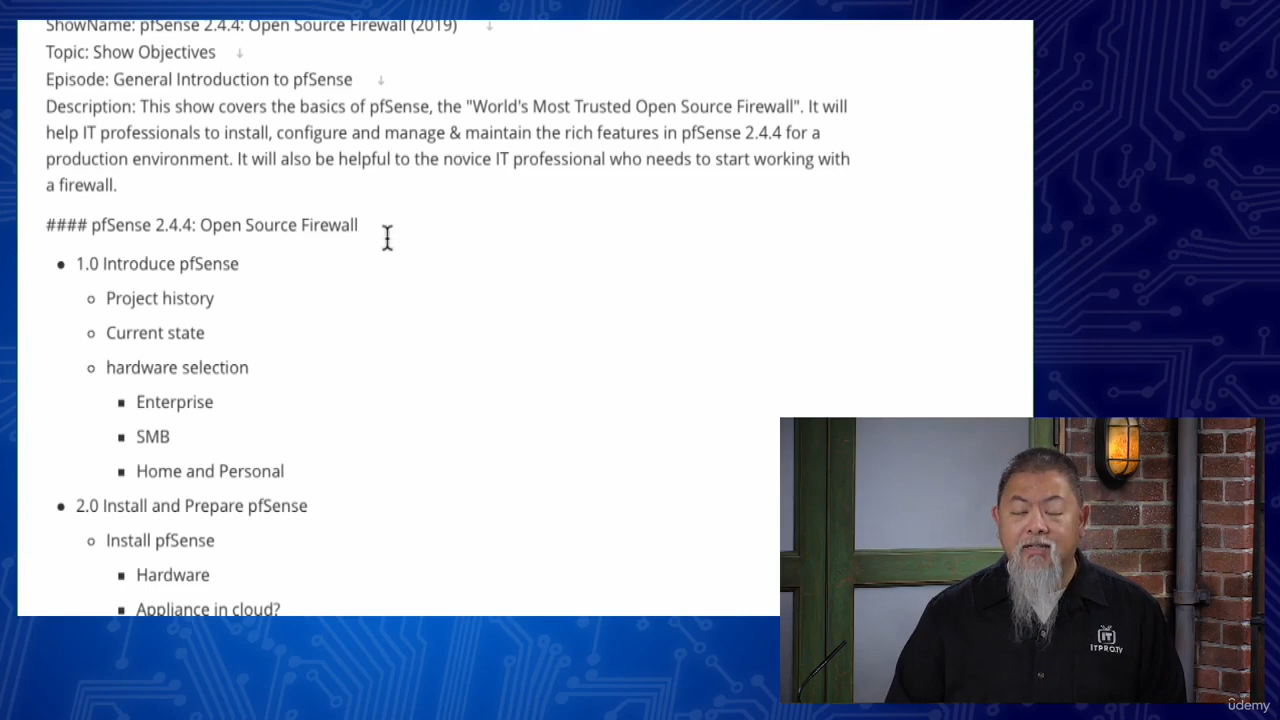 ShowName: pfSense 2.4.4: Open Source Firewall (2019) ↓
Topic: Show Objectives ↓
Episode: General Introduction to pfSense ↓
Description: This show covers the basics of pfSense, the "World's Most Trusted Open Source Firewall". It will
help IT professionals to install, configure and manage & maintain the rich features in pfSense 2.4.4 for a
production environment. It will also be helpful to the novice IT professional who needs to start working with
a firewall.
#### pfSense 2.4.4: Open Source Firewall
● 1.0 Introduce pfSense
○ Project history
○ Current state
○ hardware selection
■ Enterprise
■ SMB
■ Home and Personal
● 2.0 Install and Prepare pfSense
○ Install pfSense
■ Hardware
■ Appliance in cloud?
IT
ITPRO.TV
ûdemy